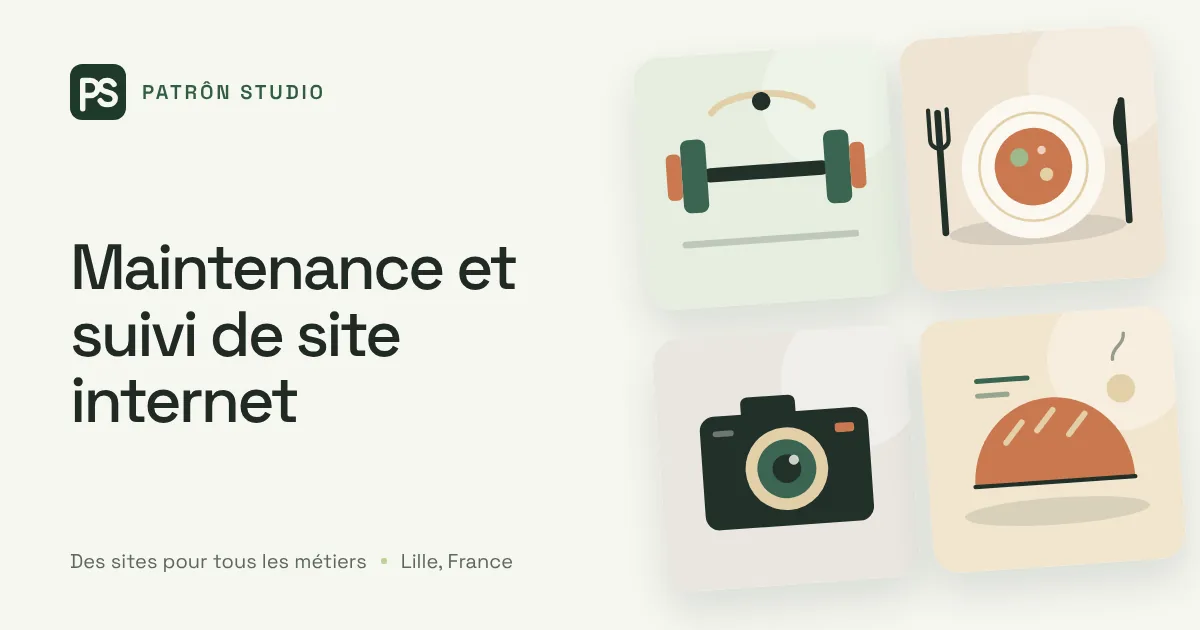 PS
PATRÔN STUDIO
Maintenance et
suivi de site
internet
Des sites pour tous les métiers • Lille, France